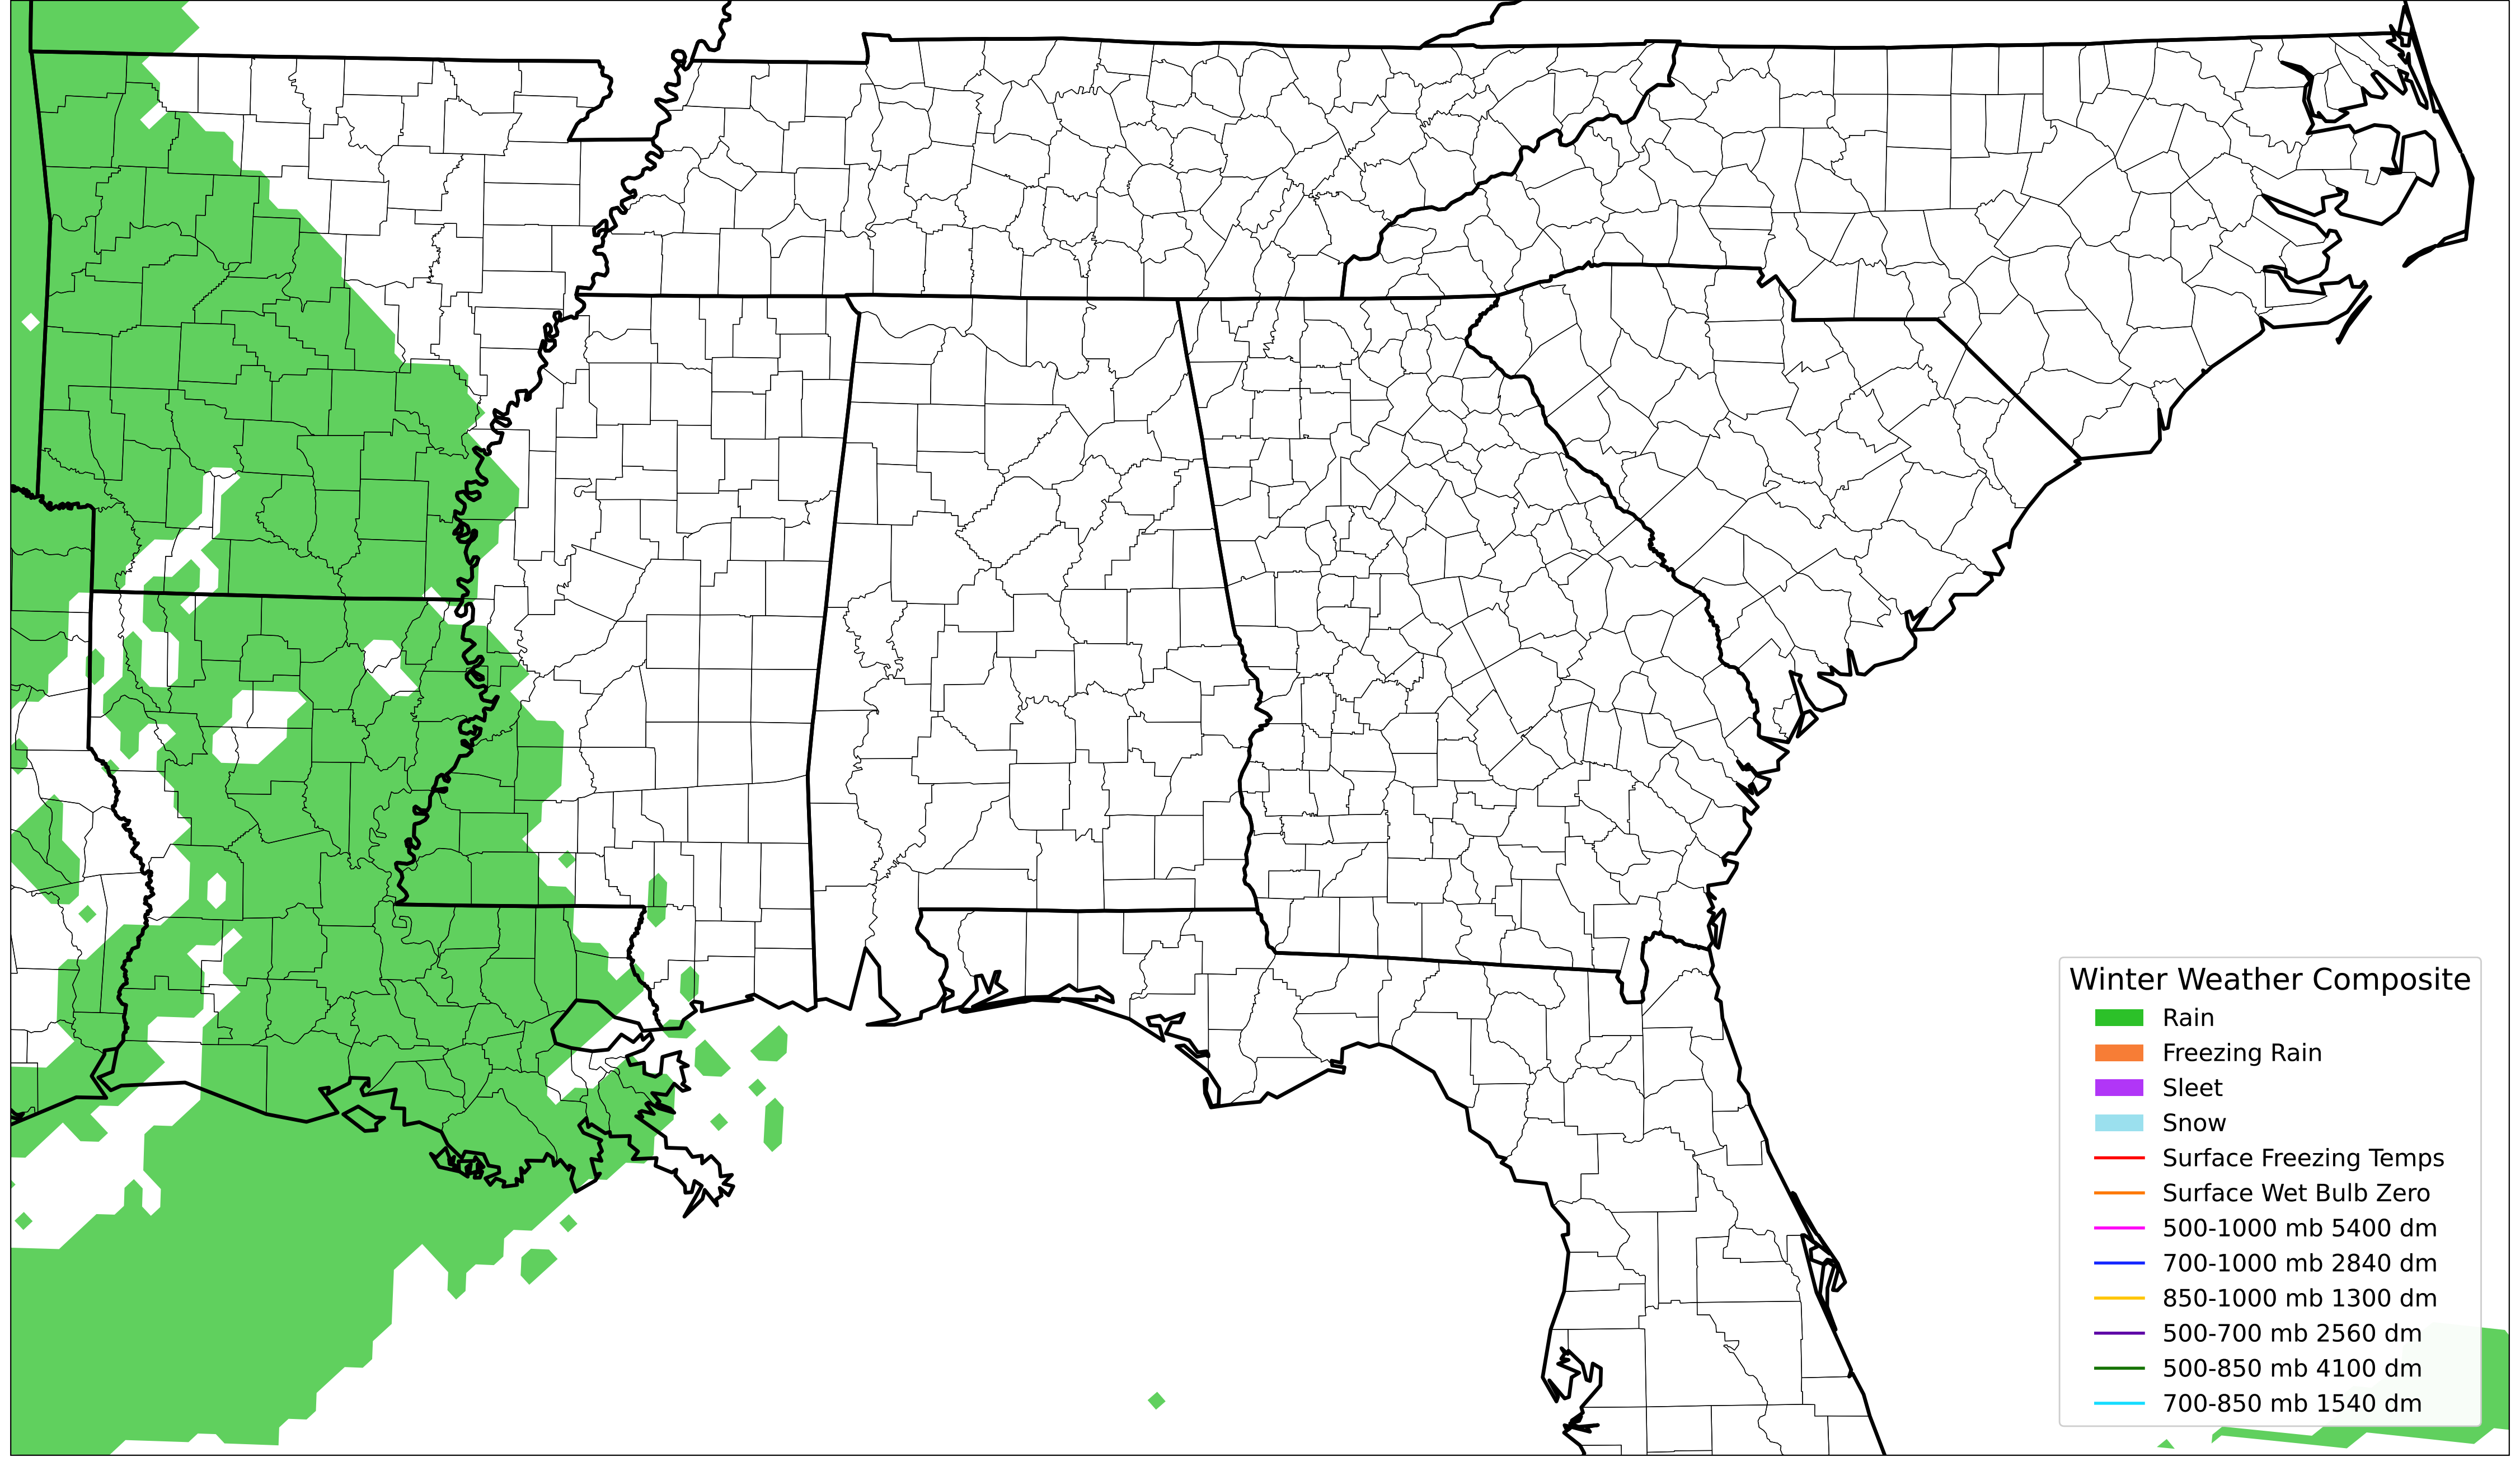 Winter Weather Composite
Rain
Freezing Rain
Sleet
Snow
Surface Freezing Temps
Surface Wet Bulb Zero
500-1000 mb 5400 dm
700-1000 mb 2840 dm
850-1000 mb 1300 dm
500-700 mb 2560 dm
500-850 mb 4100 dm
700-850 mb 1540 dm